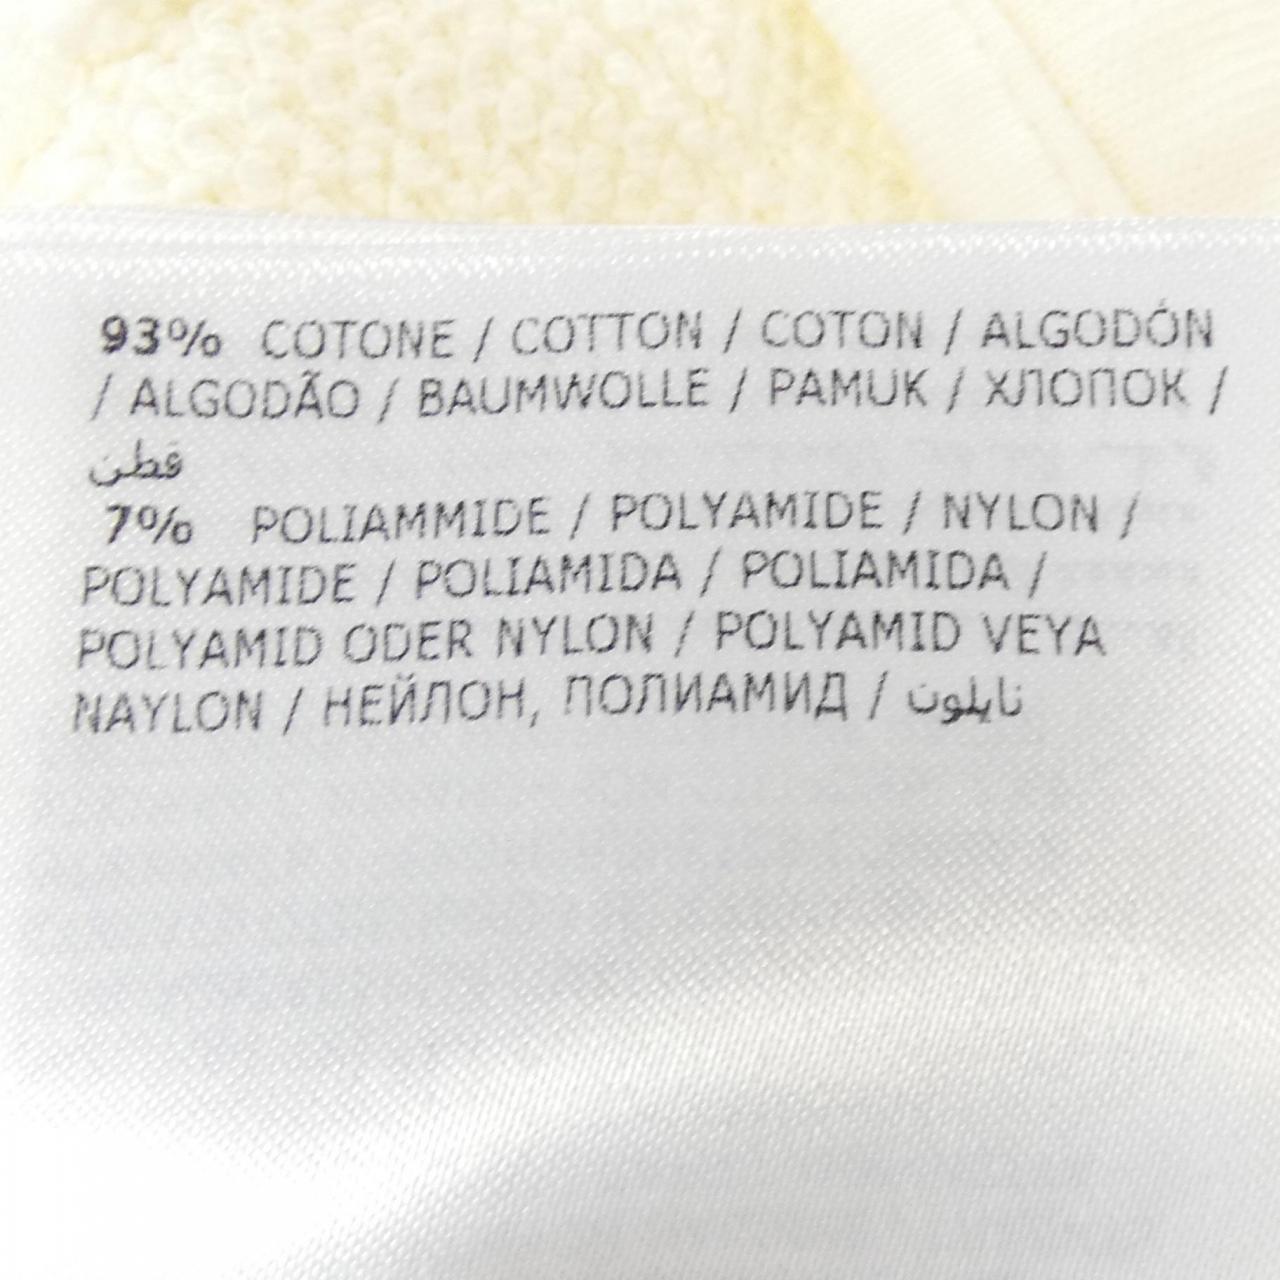 93% COTONE / COTTON / COTON / ALGODÓN
/ ALGODÃO / BAUMWOLLE / PAMUK / ХЛОПОК /
قطن
7% POLIAMMIDE / POLYAMIDE / NYLON /
POLYAMIDE / POLIAMIDA / POLIAMIDA /
POLYAMID ODER NYLON / POLYAMID VEYA
NAYLON / НЕЙЛОН, ПОЛИАМИД / نايلون